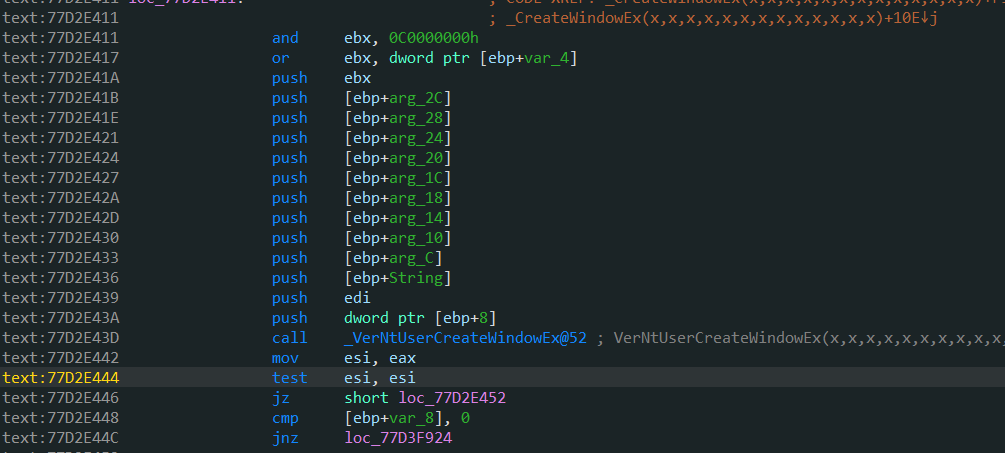 text:77D2E411 loc_77D2E411: ; CODE XREF: _CreateWindowEx(x,x,x,x,x,x,x,x,x,x,x,x)
text:77D2E411 ; _CreateWindowEx(x,x,x,x,x,x,x,x,x,x,x,x)+10E↓j
text:77D2E411 and ebx, 0C0000000h
text:77D2E417 or ebx, dword ptr [ebp+var_4]
text:77D2E41A push ebx
text:77D2E41B push [ebp+arg_2C]
text:77D2E41E push [ebp+arg_28]
text:77D2E421 push [ebp+arg_24]
text:77D2E424 push [ebp+arg_20]
text:77D2E427 push [ebp+arg_1C]
text:77D2E42A push [ebp+arg_18]
text:77D2E42D push [ebp+arg_14]
text:77D2E430 push [ebp+arg_10]
text:77D2E433 push [ebp+arg_C]
text:77D2E436 push [ebp+String]
text:77D2E439 push edi
text:77D2E43A push dword ptr [ebp+8]
text:77D2E43D call _VerNtUserCreateWindowEx@52 ; VerNtUserCreateWindowEx(x,x,x,x,x,x,x,x,x,
text:77D2E442 mov esi, eax
text:77D2E444 test esi, esi
text:77D2E446 jz short loc_77D2E452
text:77D2E448 cmp [ebp+var_8], 0
text:77D2E44C jnz loc_77D3F924